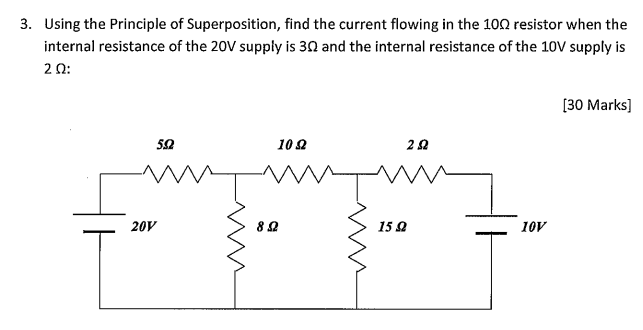 3. Using the Principle of Superposition, find the current flowing in the 10Ω resistor when the
internal resistance of the 20V supply is 3Ω and the internal resistance of the 10V supply is
2 Ω:
[30 Marks]
5Ω 10 Ω 2 Ω
20V 8 Ω 15 Ω 10V